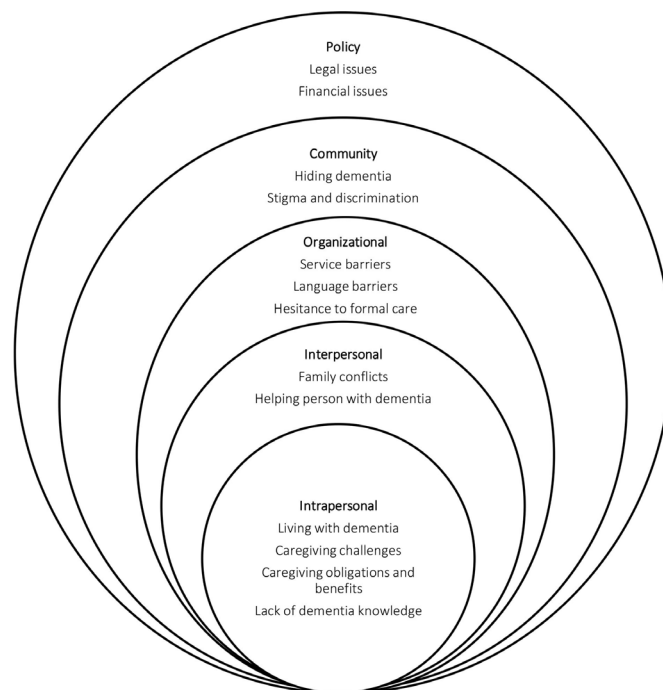 Policy
Legal issues
Financial issues
Community
Hiding dementia
Stigma and discrimination
Organizational
Service barriers
Language barriers
Hesitance to formal care
Interpersonal
Family conflicts
Helping person with dementia
Intrapersonal
Living with dementia
Caregiving challenges
Caregiving obligations and
benefits
Lack of dementia knowledge